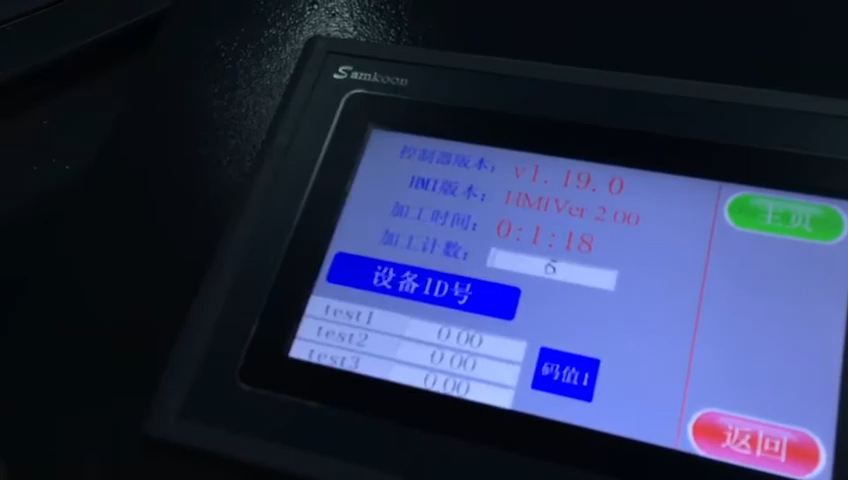 Samkoon
控制器版本: v1.19.0
HMI版本: HMIVer 2.00
加工时间: 0:1:18
加工计数: 6
主页
设备ID号
test1 0.00
test2 0.00
test3 0.00
码值1
返回